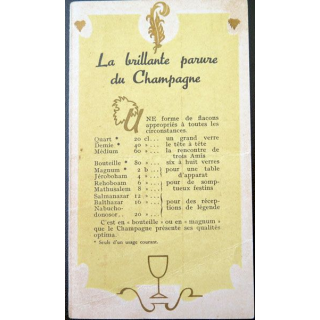 La brillante parure
du Champagne
UNE forme de flacons
appropriés à toutes les
circonstances.
Quart * 20 cl... un grand verre
Demie * 40 »... le tête à tête
Médium 60 »... la rencontre de
trois Amis
Bouteille * 80 »... six à huit verres
Magnum * 2 b... pour une table
Jéroboham 4 »... d'apparat
Rehoboam 6 »... pour de somp-
Mathusalem 8 »... tueux festins
Salmanazar 12 »...
Balthazar 16 »... pour des récep-
Nabucho- tions de légende
donosor.. 20 »...
C'est en « bouteille » ou en « magnum »
que le Champagne présente ses qualités
optima.
* Seuls d'un usage courant.